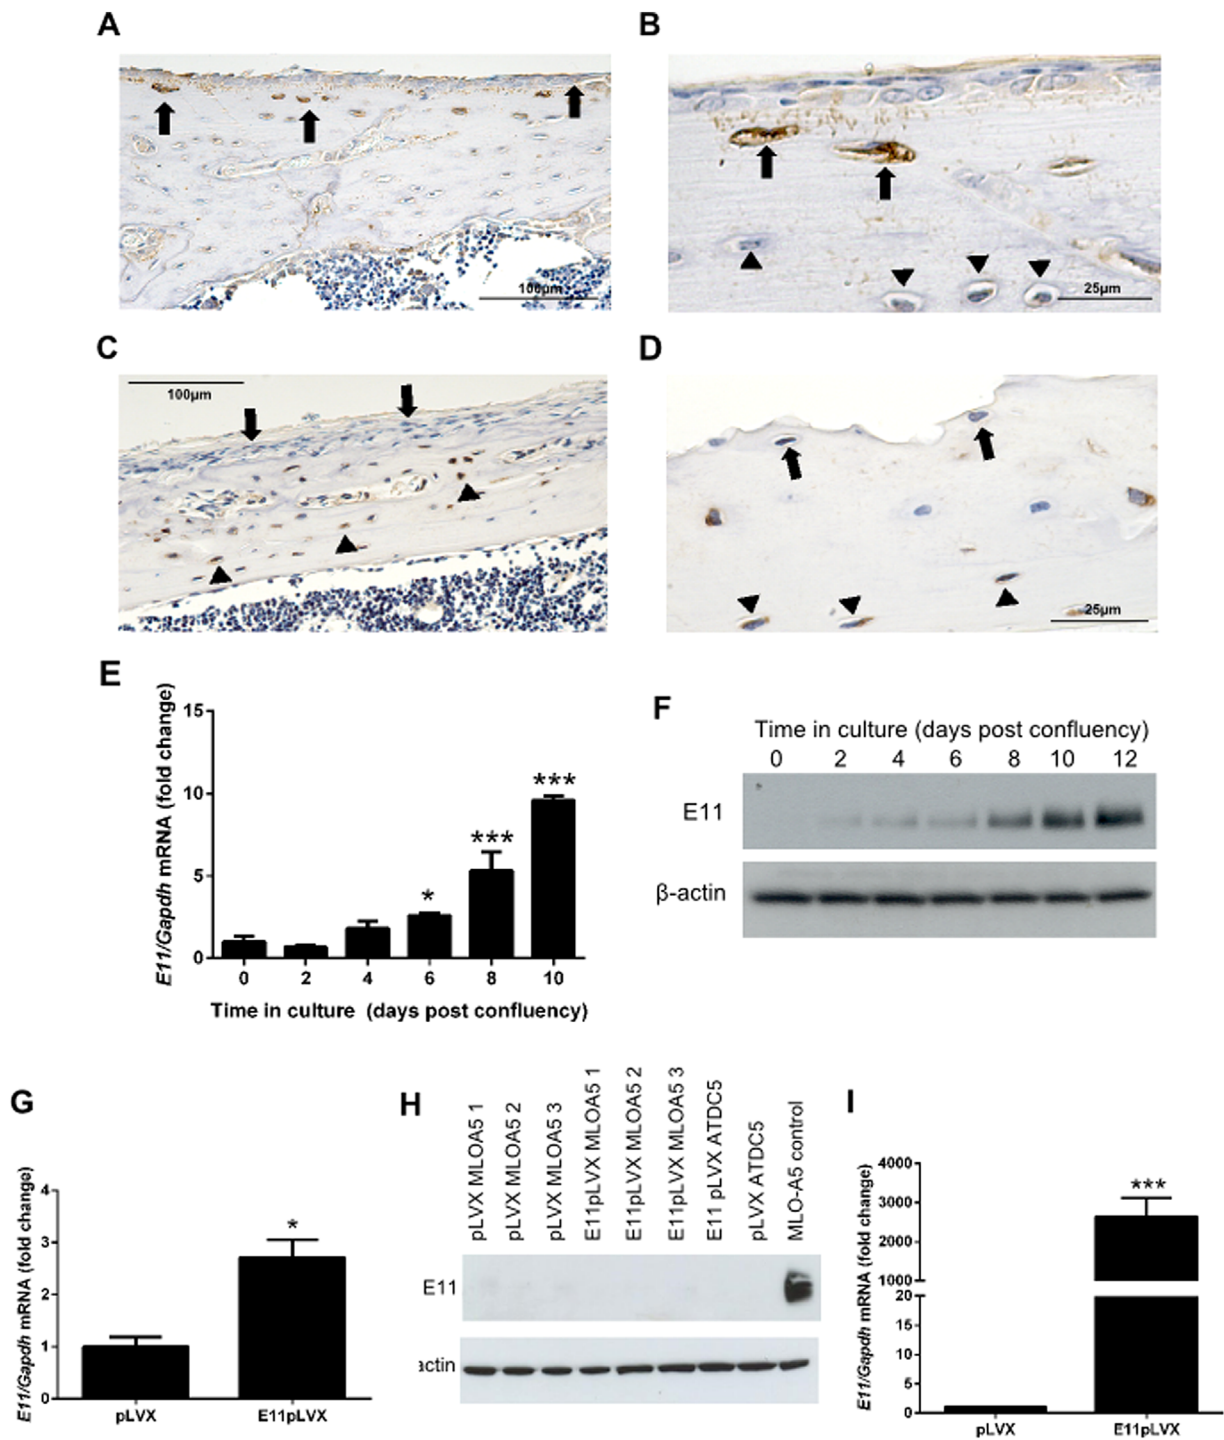 A
B
100µm
25µm
C
D
100µm
25µm
E
E11/Gapdh mRNA (fold change)
15
10
5
0
***
***
*
0 2 4 6 8 10
Time in culture (days post confluency)
F
Time in culture (days post confluency)
0 2 4 6 8 10 12
E11
β-actin
G
E11/Gapdh mRNA (fold change)
4
3
2
1
0
*
pLVX E11pLVX
H
pLVX MLOA5 1
pLVX MLOA5 2
pLVX MLOA5 3
E11pLVX MLOA5 1
E11pLVX MLOA5 2
E11pLVX MLOA5 3
E11 pLVX ATDC5
pLVX ATDC5
MLO-A5 control
E11
actin
I
E11/Gapdh mRNA (fold change)
4000
3000
2000
1000
20
15
10
5
0
***
pLVX E11pLVX